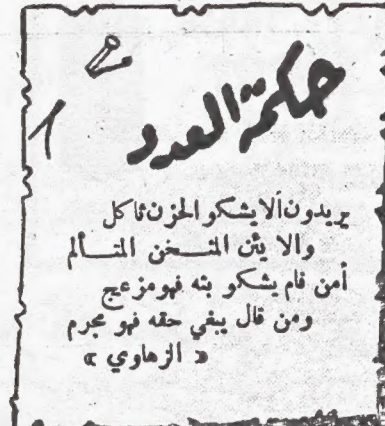 حكمة العدد
يريدون ألا يشكو الحزن ثاكل
والا يئن المثخن المتألم
أمن قام يشكو بثه فهو مزعج
ومن قال يبغي حقه فهو مجرم
« الزهاوي »